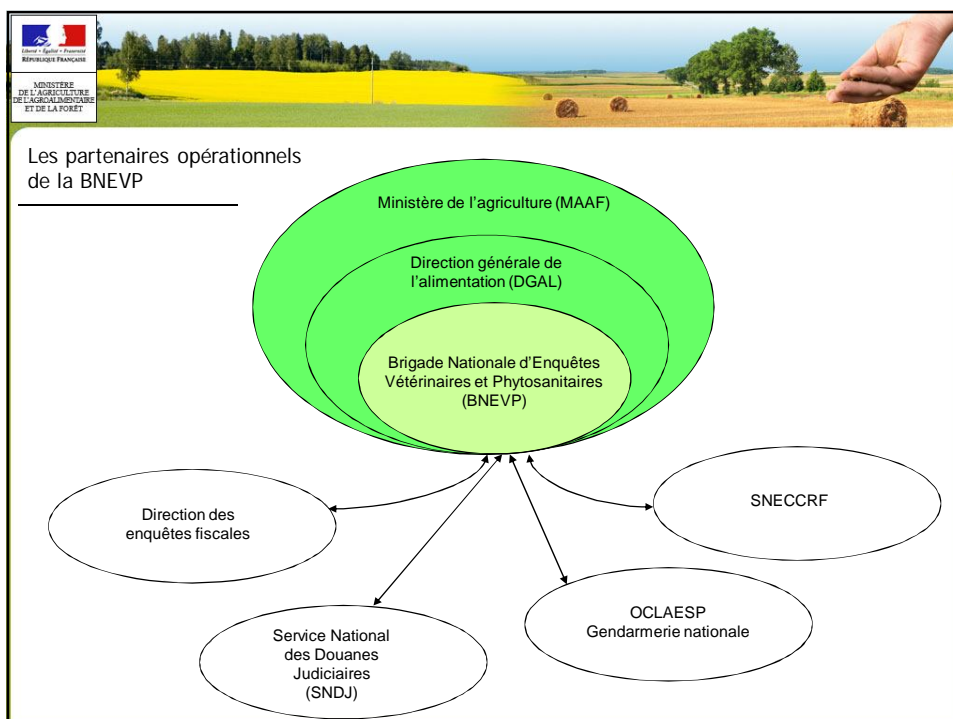 Liberté • Égalité • Fraternité
RÉPUBLIQUE FRANÇAISE
MINISTÈRE
DE L'AGRICULTURE
DE L'AGROALIMENTAIRE
ET DE LA FORÊT
Les partenaires opérationnels
de la BNEVP
Ministère de l'agriculture (MAAF)
Direction générale de
l'alimentation (DGAL)
Brigade Nationale d'Enquêtes
Vétérinaires et Phytosanitaires
(BNEVP)
Direction des
enquêtes fiscales
SNECCRF
Service National
des Douanes
Judiciaires
(SNDJ)
OCLAESP
Gendarmerie nationale